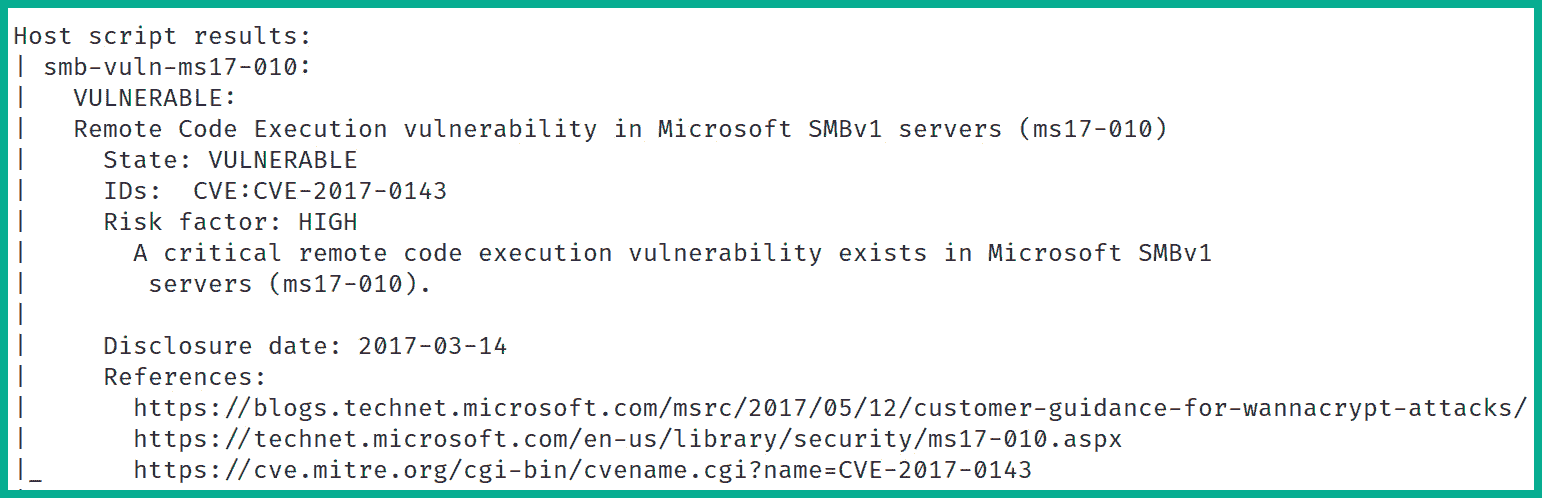 Host script results:
| smb-vuln-ms17-010:
|   VULNERABLE:
|   Remote Code Execution vulnerability in Microsoft SMBv1 servers (ms17-010)
|     State: VULNERABLE
|     IDs:  CVE:CVE-2017-0143
|     Risk factor: HIGH
|       A critical remote code execution vulnerability exists in Microsoft SMBv1
|        servers (ms17-010).
|
|     Disclosure date: 2017-03-14
|     References:
|       https://blogs.technet.microsoft.com/msrc/2017/05/12/customer-guidance-for-wannacrypt-attacks/
|       https://technet.microsoft.com/en-us/library/security/ms17-010.aspx
|_      https://cve.mitre.org/cgi-bin/cvename.cgi?name=CVE-2017-0143